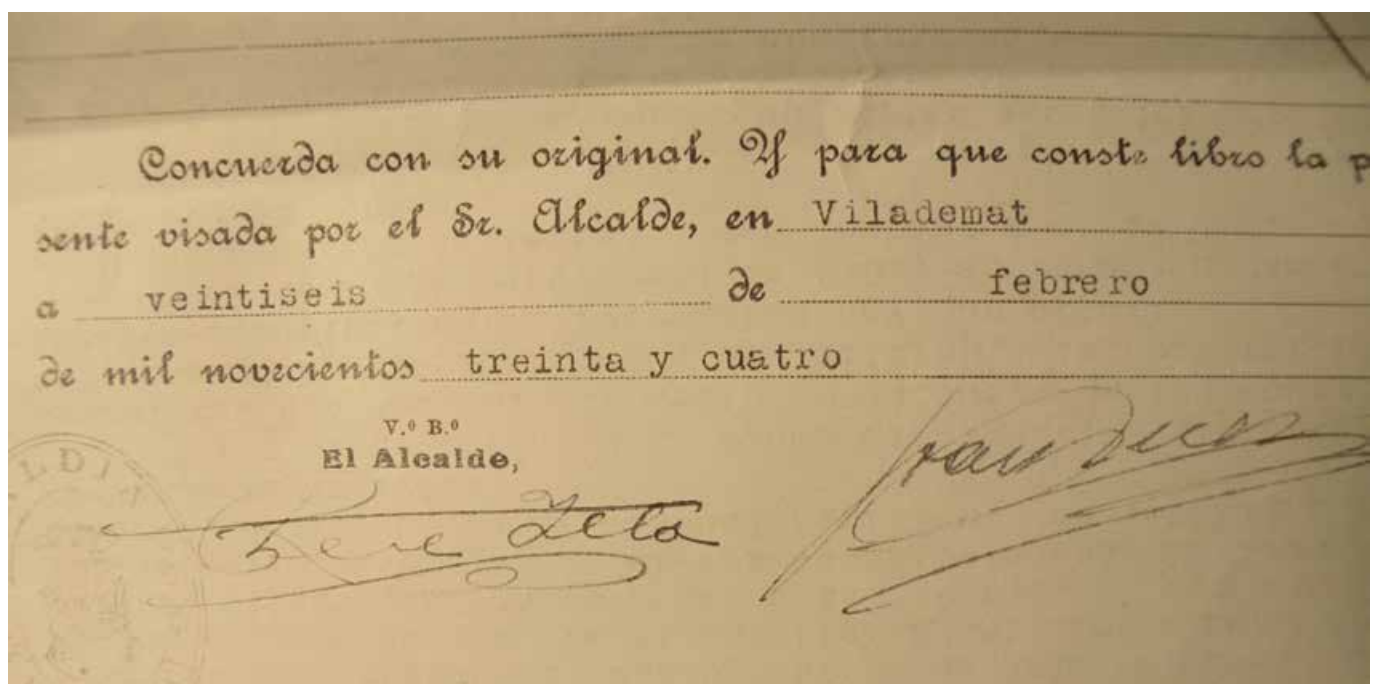 Concuerda con su original. Y para que conste libro la p
sente visada por el Sr. Alcalde, en Vilademat
a veintiseis de febrero
de mil novecientos treinta y cuatro
V.º B.º
El Alcalde,
Pere